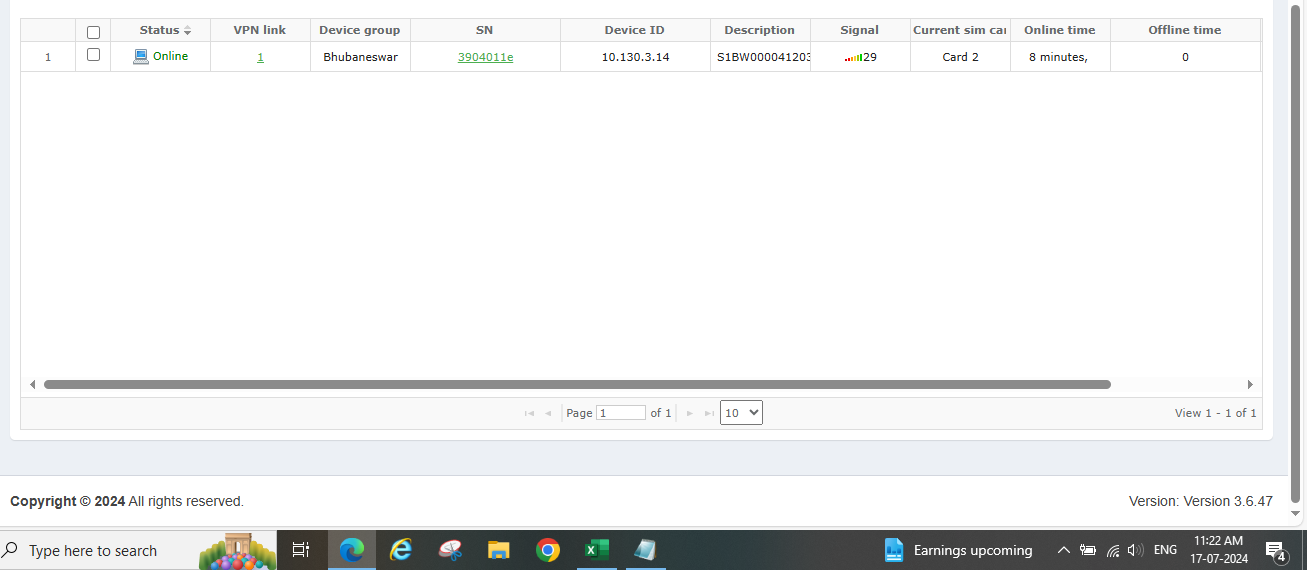 Status VPN link Device group SN Device ID Description Signal Current sim car Online time Offline time
1 Online 1 Bhubaneswar 3904011e 10.130.3.14 S1BW000041203 29 Card 2 8 minutes, 0
Page 1 of 1 10 View 1 - 1 of 1
Copyright © 2024 All rights reserved. Version: Version 3.6.47
Type here to search Earnings upcoming ENG 11:22 AM
17-07-2024 4